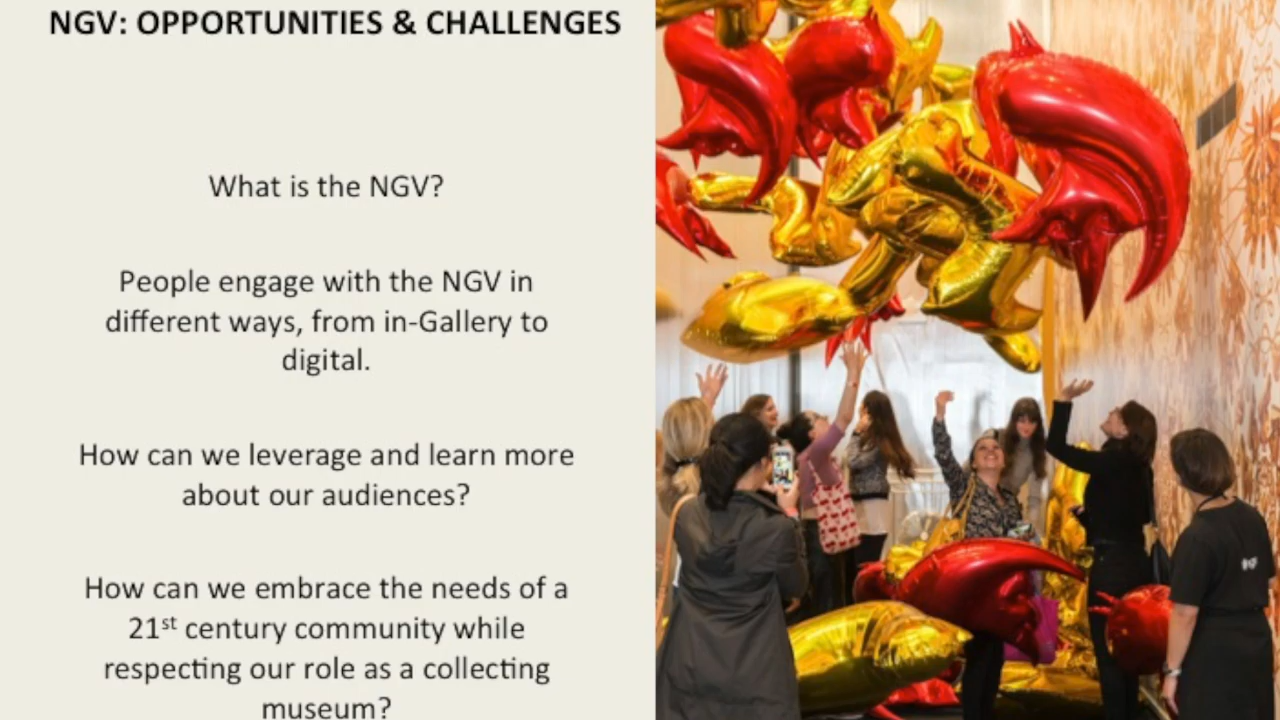 NGV: OPPORTUNITIES & CHALLENGES
What is the NGV?
People engage with the NGV in
different ways, from in-Gallery to
digital.
How can we leverage and learn more
about our audiences?
How can we embrace the needs of a
21st century community while
respecting our role as a collecting
museum?